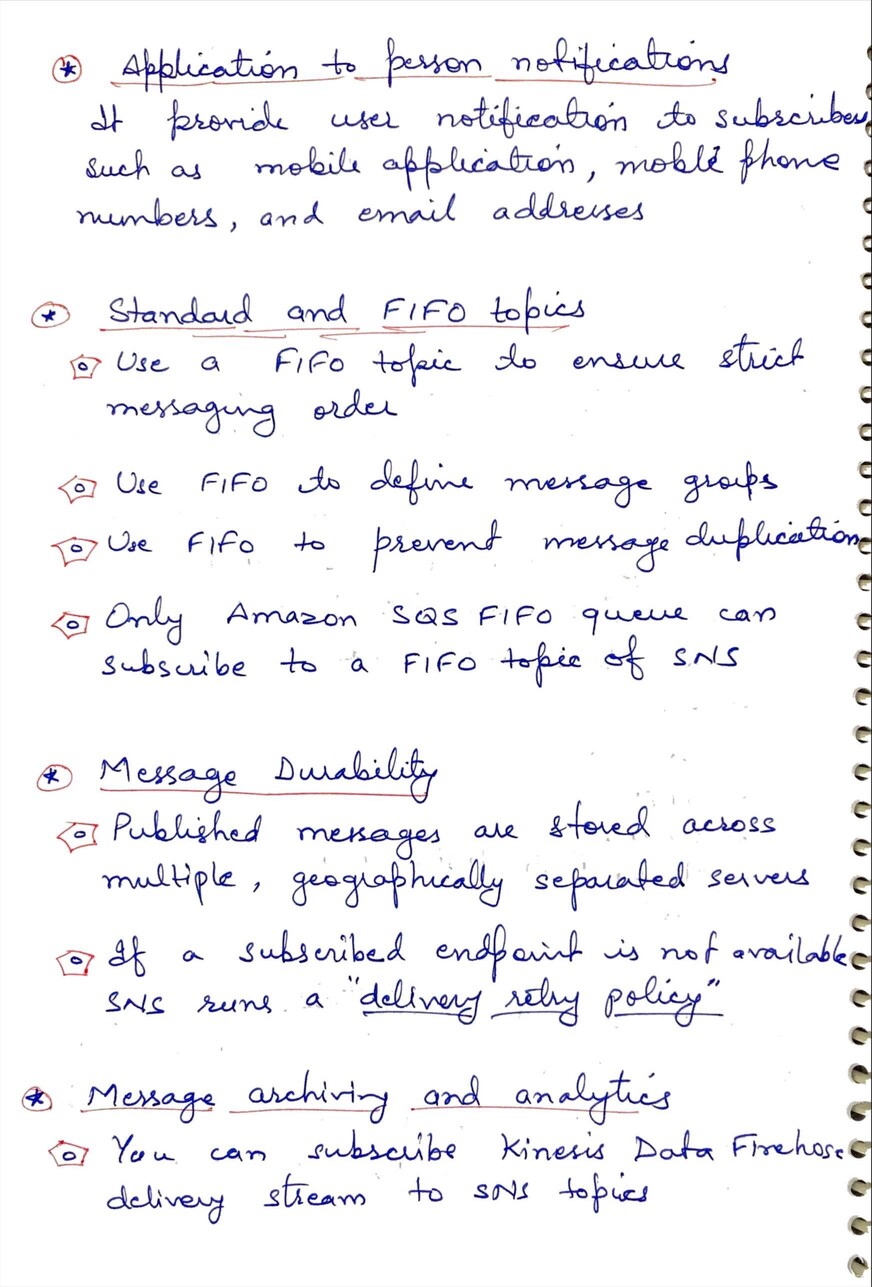 * Application to person notifications
It provide user notification to subscribers
such as mobile application, moble phone
numbers, and email addresses
* Standard and FIFO topics
Use a FIFO topic to ensure strict
messaging order
Use FIFO to define message groups
Use FIFO to prevent message duplication
Only Amazon SQS FIFO queue can
subscribe to a FIFO topic of SNS
* Message Durability
Published messages are stored across
multiple, geographically separated servers
If a subscribed endpoint is not available
SNS runs a "delivery retry policy"
* Message archiving and analytics
You can subscribe Kinesis Data Firehose
delivery stream to SNS topics